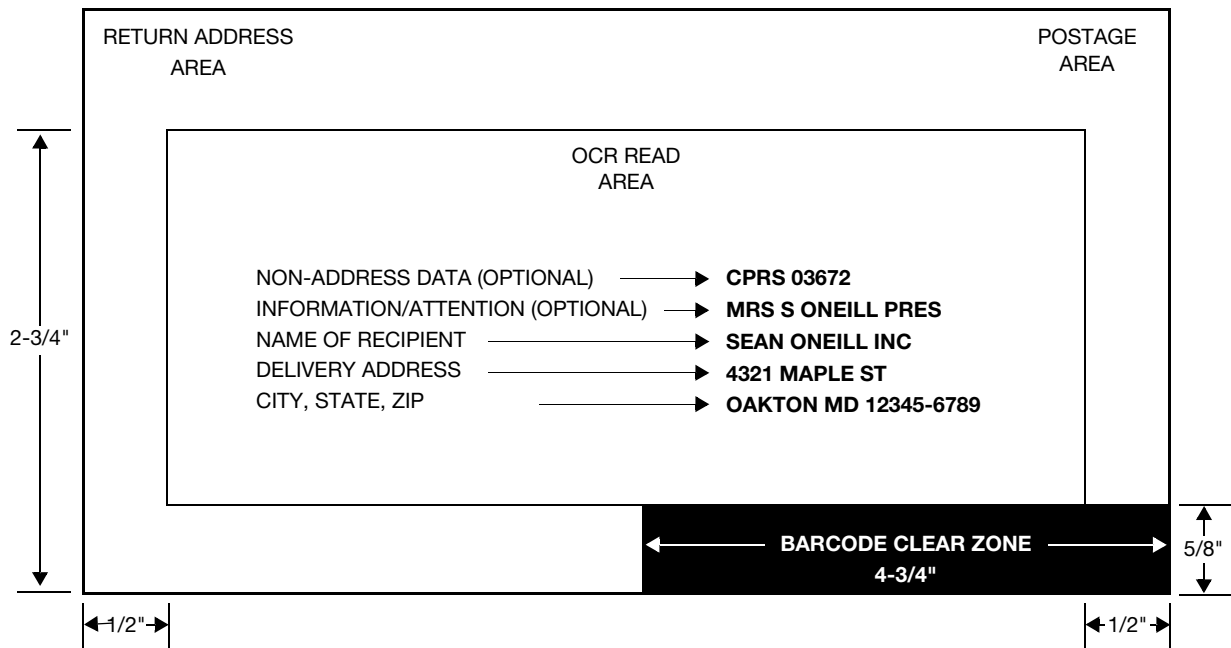 RETURN ADDRESS
AREA
POSTAGE
AREA
OCR READ
AREA
NON-ADDRESS DATA (OPTIONAL) CPRS 03672
INFORMATION/ATTENTION (OPTIONAL) MRS S ONEILL PRES
NAME OF RECIPIENT SEAN ONEILL INC
DELIVERY ADDRESS 4321 MAPLE ST
CITY, STATE, ZIP OAKTON MD 12345-6789
2-3/4"
BARCODE CLEAR ZONE
4-3/4"
5/8"
1/2"
1/2"